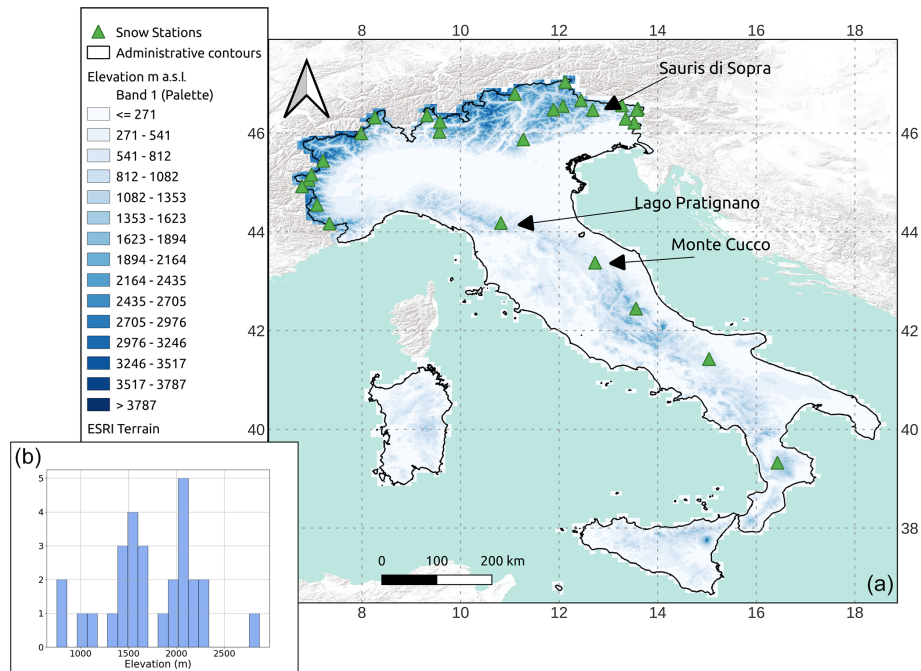 Snow Stations
Administrative contours
Elevation m a.s.l.
Band 1 (Palette)
<= 271
271 - 541
541 - 812
812 - 1082
1082 - 1353
1353 - 1623
1623 - 1894
1894 - 2164
2164 - 2435
2435 - 2705
2705 - 2976
2976 - 3246
3246 - 3517
3517 - 3787
> 3787
ESRI Terrain
8 10 12 14 16 18
Sauris di Sopra
46 46
Lago Pratignano
44 44
Monte Cucco
42 42
40 40
38
0 100 200 km
(a)
8 10 12 14 16 18
(b)
5
4
3
2
1
0
1000 1500 2000 2500
Elevation (m)